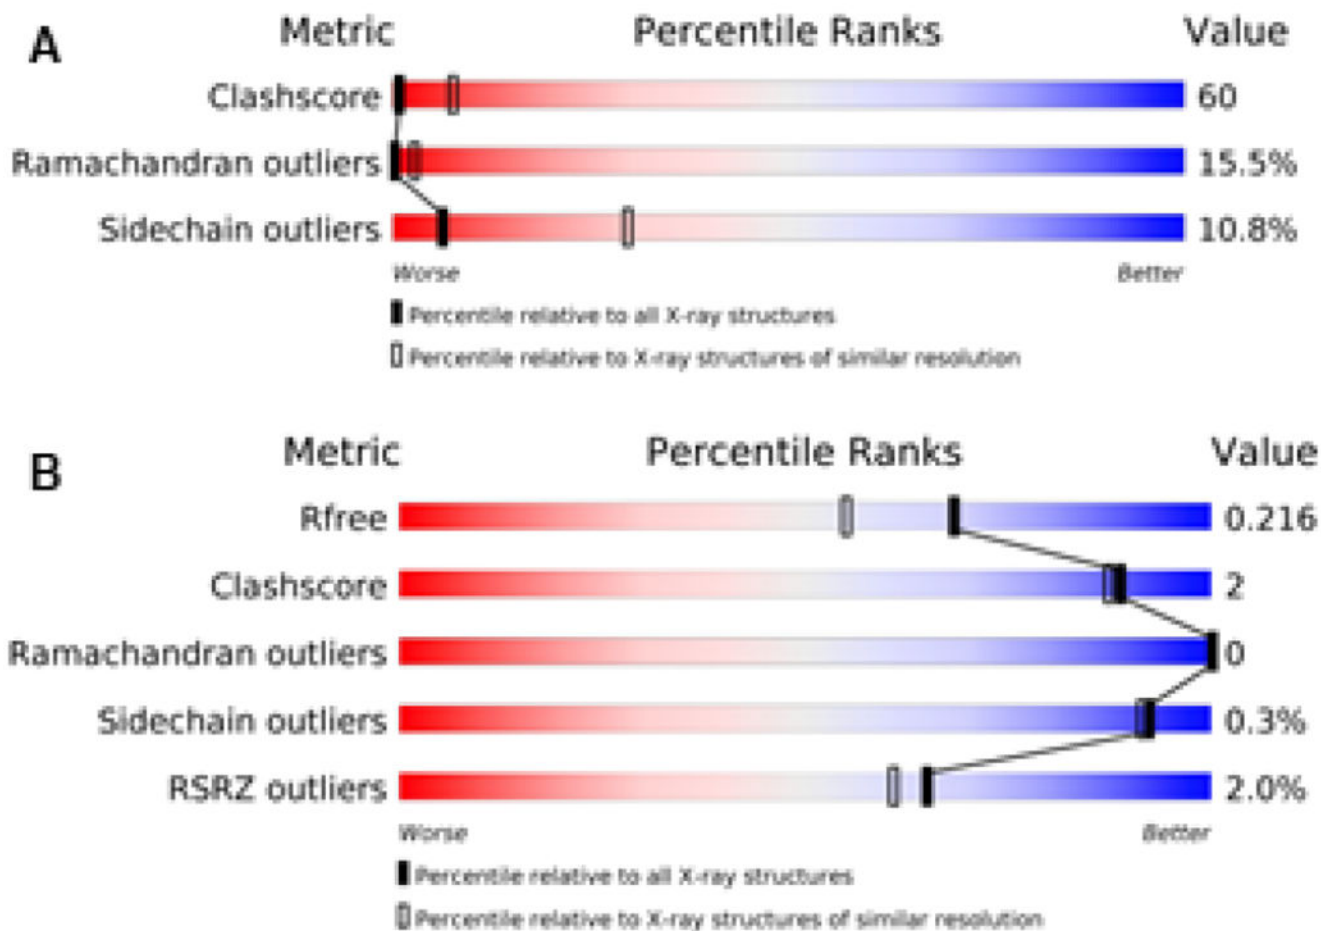 A
Metric Percentile Ranks Value
Clashscore 60
Ramachandran outliers 15.5%
Sidechain outliers 10.8%
Worse Better
Percentile relative to all X-ray structures
Percentile relative to X-ray structures of similar resolution
B
Metric Percentile Ranks Value
Rfree 0.216
Clashscore 2
Ramachandran outliers 0
Sidechain outliers 0.3%
RSRZ outliers 2.0%
Worse Better
Percentile relative to all X-ray structures
Percentile relative to X-ray structures of similar resolution